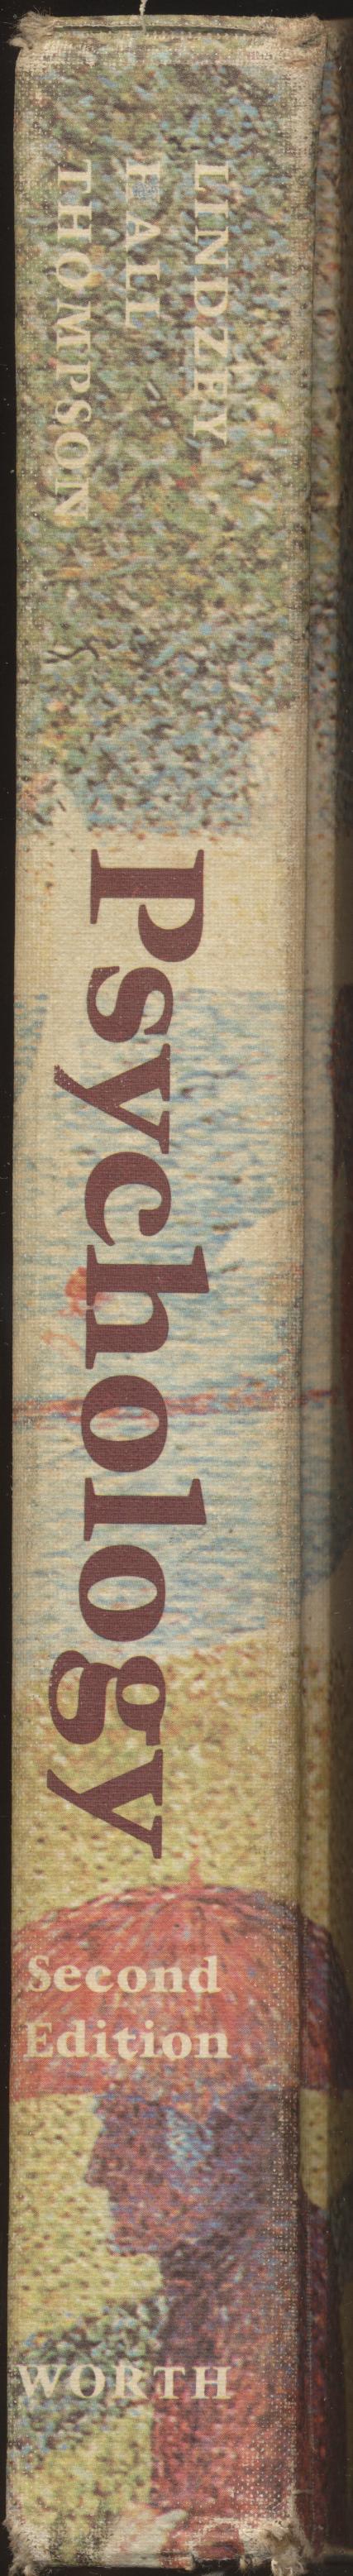 LINDZEY
HALL
THOMPSON
Psychology
Second
Edition
WORTH